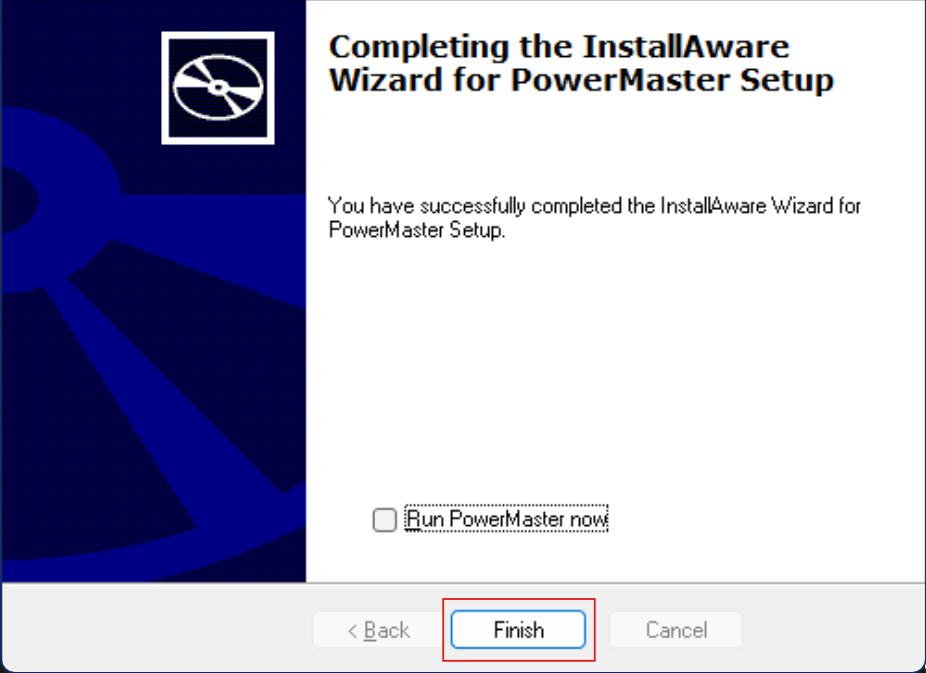 Completing the InstallAware
Wizard for PowerMaster Setup
You have successfully completed the InstallAware Wizard for
PowerMaster Setup.
Run PowerMaster now
< Back
Finish
Cancel